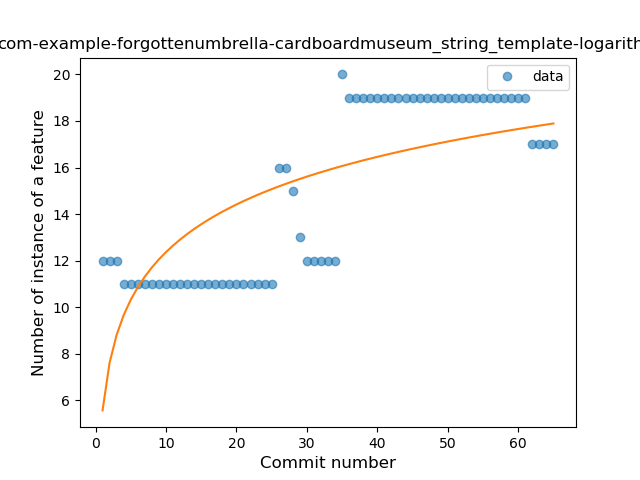 com-example-forgottenumbrella-cardboardmuseum_string_template-logarith
data
Number of instance of a feature
20
18
16
14
12
10
8
6
0 10 20 30 40 50 60
Commit number